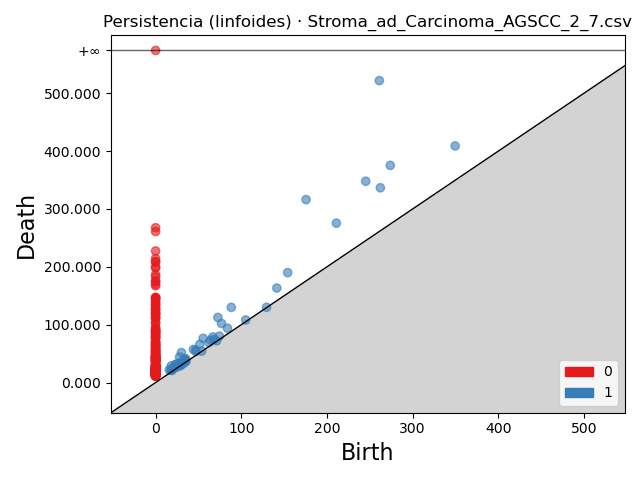 Persistencia (linfoides) · Stroma_ad_Carcinoma_AGSCC_2_7.csv
+∞
500.000
400.000
300.000
200.000
100.000
0.000
Death
0
1
0 100 200 300 400 500
Birth